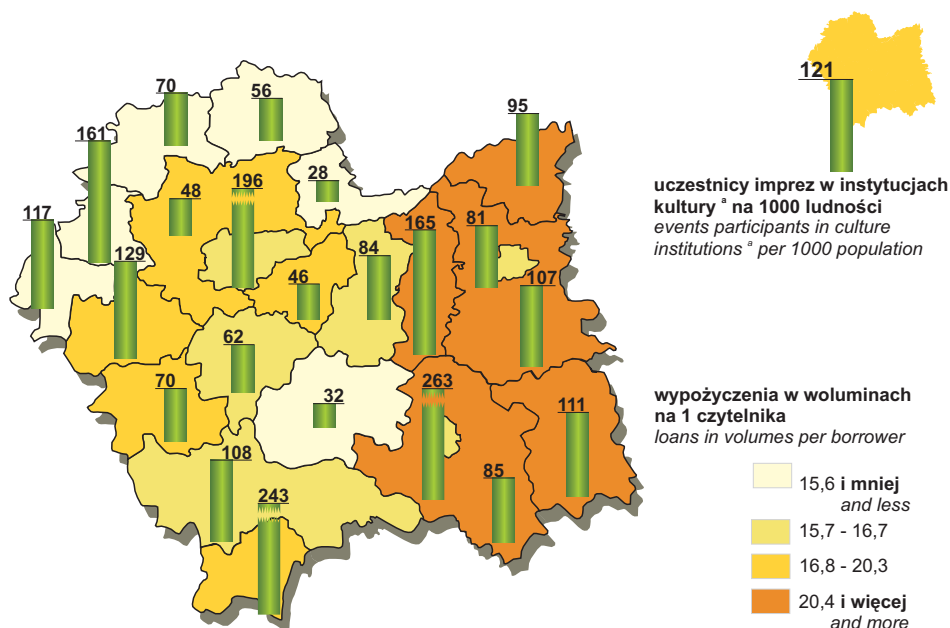 70
56
95
121
161
28
48
196
117
165
81
129
84
107
46
62
70
32
263
111
108
85
243
uczestnicy imprez w instytucjach
kultury ᵃ na 1000 ludności
events participants in culture
institutions ᵃ per 1000 population
wypożyczenia w woluminach
na 1 czytelnika
loans in volumes per borrower
15,6 i mniej
and less
15,7 - 16,7
16,8 - 20,3
20,4 i więcej
and more